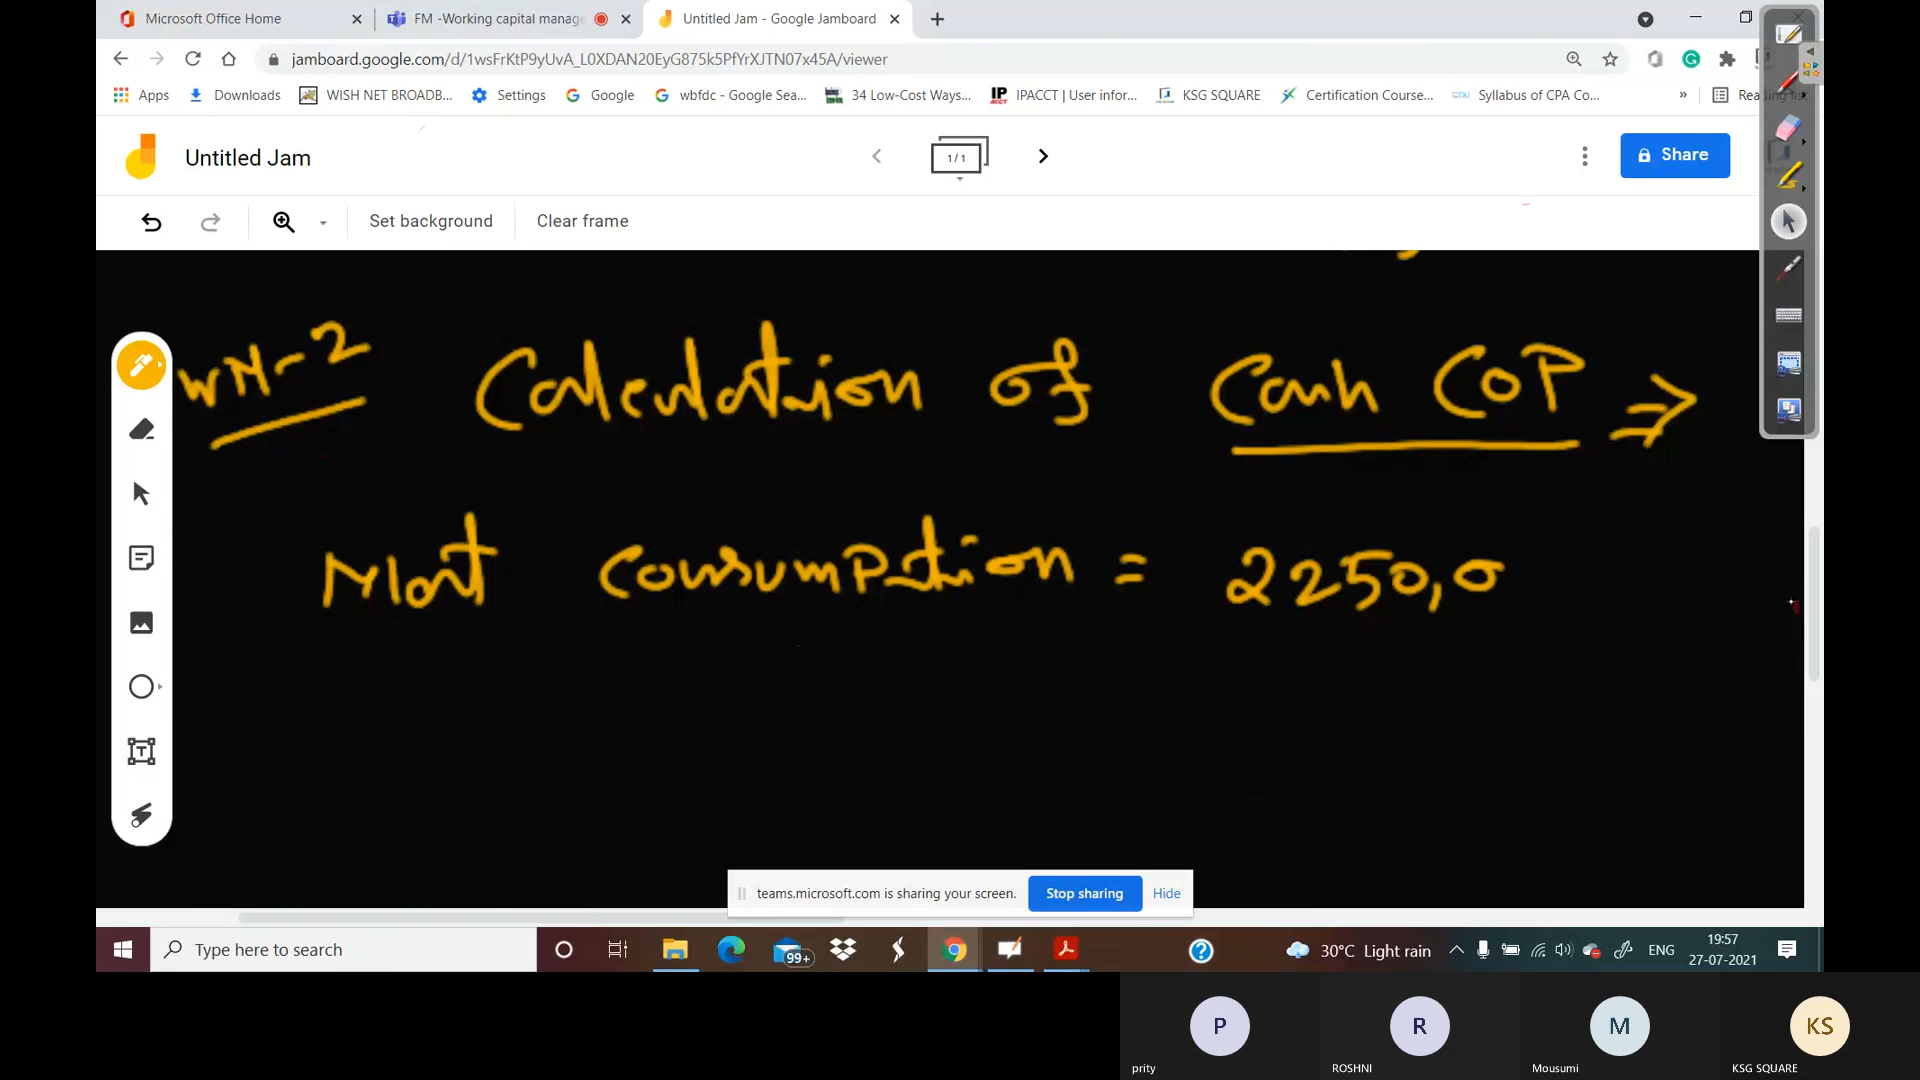 Microsoft Office Home
FM -Working capital manage
Untitled Jam - Google Jamboard
jamboard.google.com/d/1wsFrKtP9yUvA_L0XDAN20EyG875k5PfYrXJTN07x45A/viewer
Apps
Downloads
WISH NET BROADB...
Settings
Google
wbfdc - Google Sea...
34 Low-Cost Ways...
IPACCT | User infor...
KSG SQUARE
Certification Course...
Syllabus of CPA Co...
»
Untitled Jam
1 / 1
Share
Set background
Clear frame
WN-2 Calculation of Cash COP ⇒
Mat Consumption = 2250,0
teams.microsoft.com is sharing your screen.
Stop sharing
Hide
Type here to search
99+
30°C Light rain
ENG
19:57
27-07-2021
P
R
M
KS
prity
ROSHNI
Mousumi
KSG SQUARE